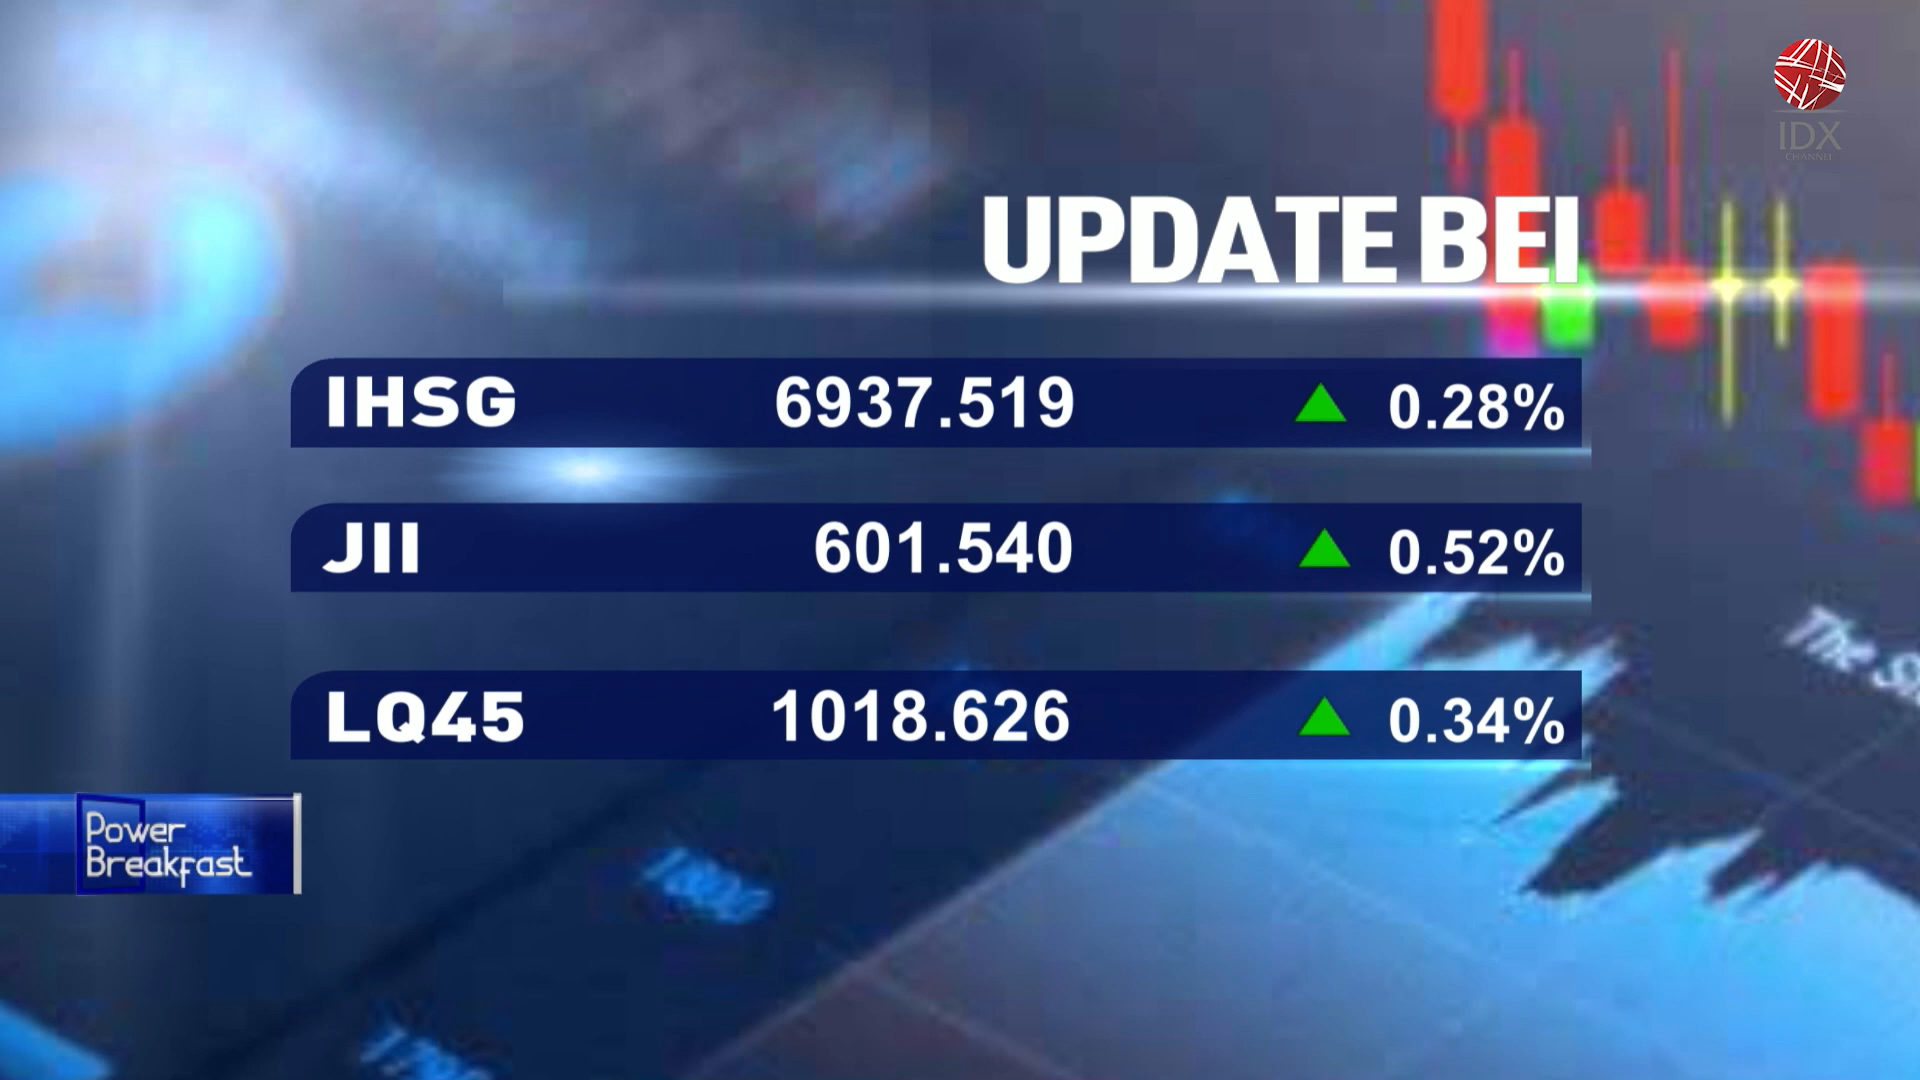 IDX
CHANNEL
UPDATE BEI
IHSG 6937.519 0.28%
JII 601.540 0.52%
LQ45 1018.626 0.34%
The
Power
Breakfast